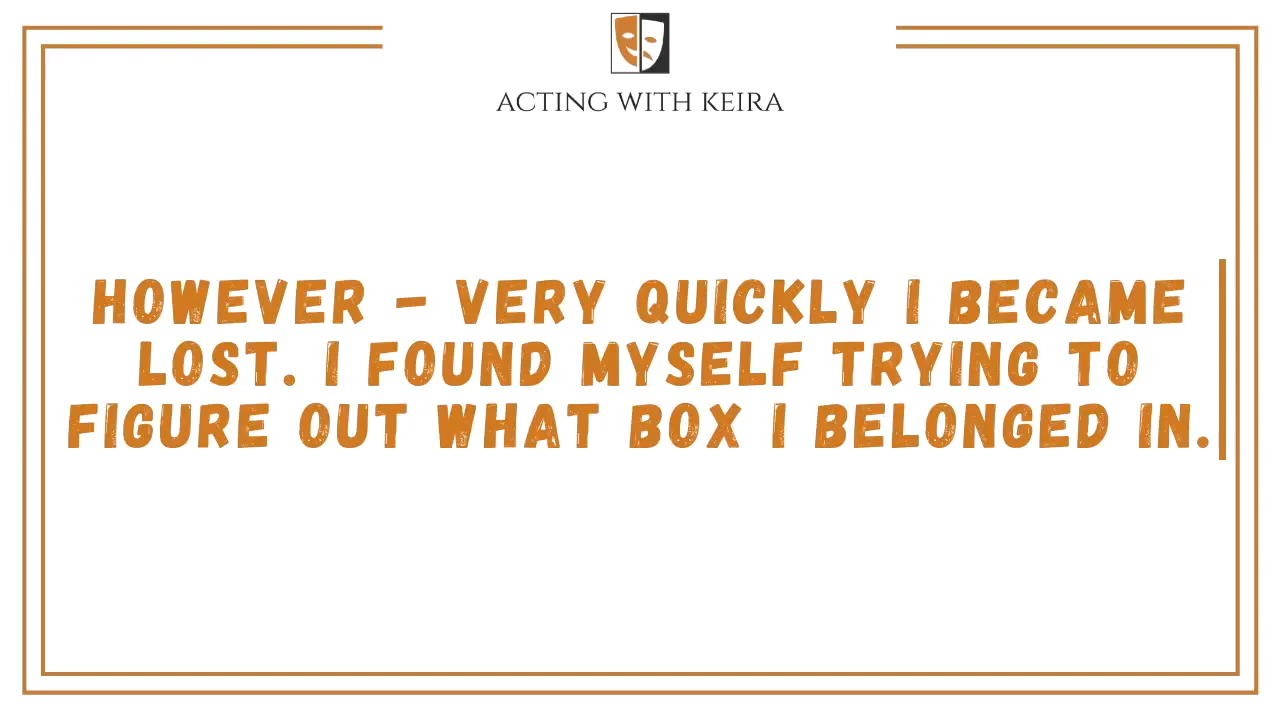 ACTING WITH KEIRA
HOWEVER – VERY QUICKLY I BECAME
LOST. I FOUND MYSELF TRYING TO
FIGURE OUT WHAT BOX I BELONGED IN.